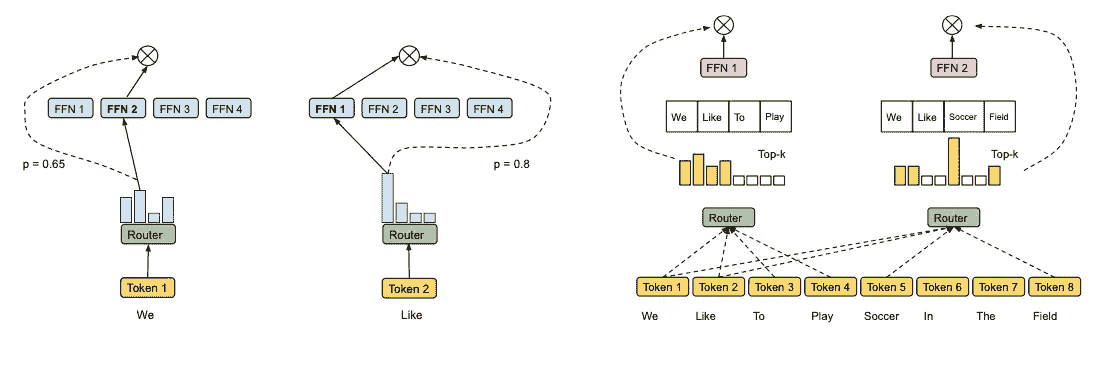 FFN 1 FFN 2 FFN 3 FFN 4
p = 0.65
Router
Token 1
We
FFN 1 FFN 2 FFN 3 FFN 4
p = 0.8
Router
Token 2
Like
FFN 1
We Like To Play
Top-k
Router
FFN 2
We Like Soccer Field
Top-k
Router
Token 1 Token 2 Token 3 Token 4 Token 5 Token 6 Token 7 Token 8
We Like To Play Soccer In The Field